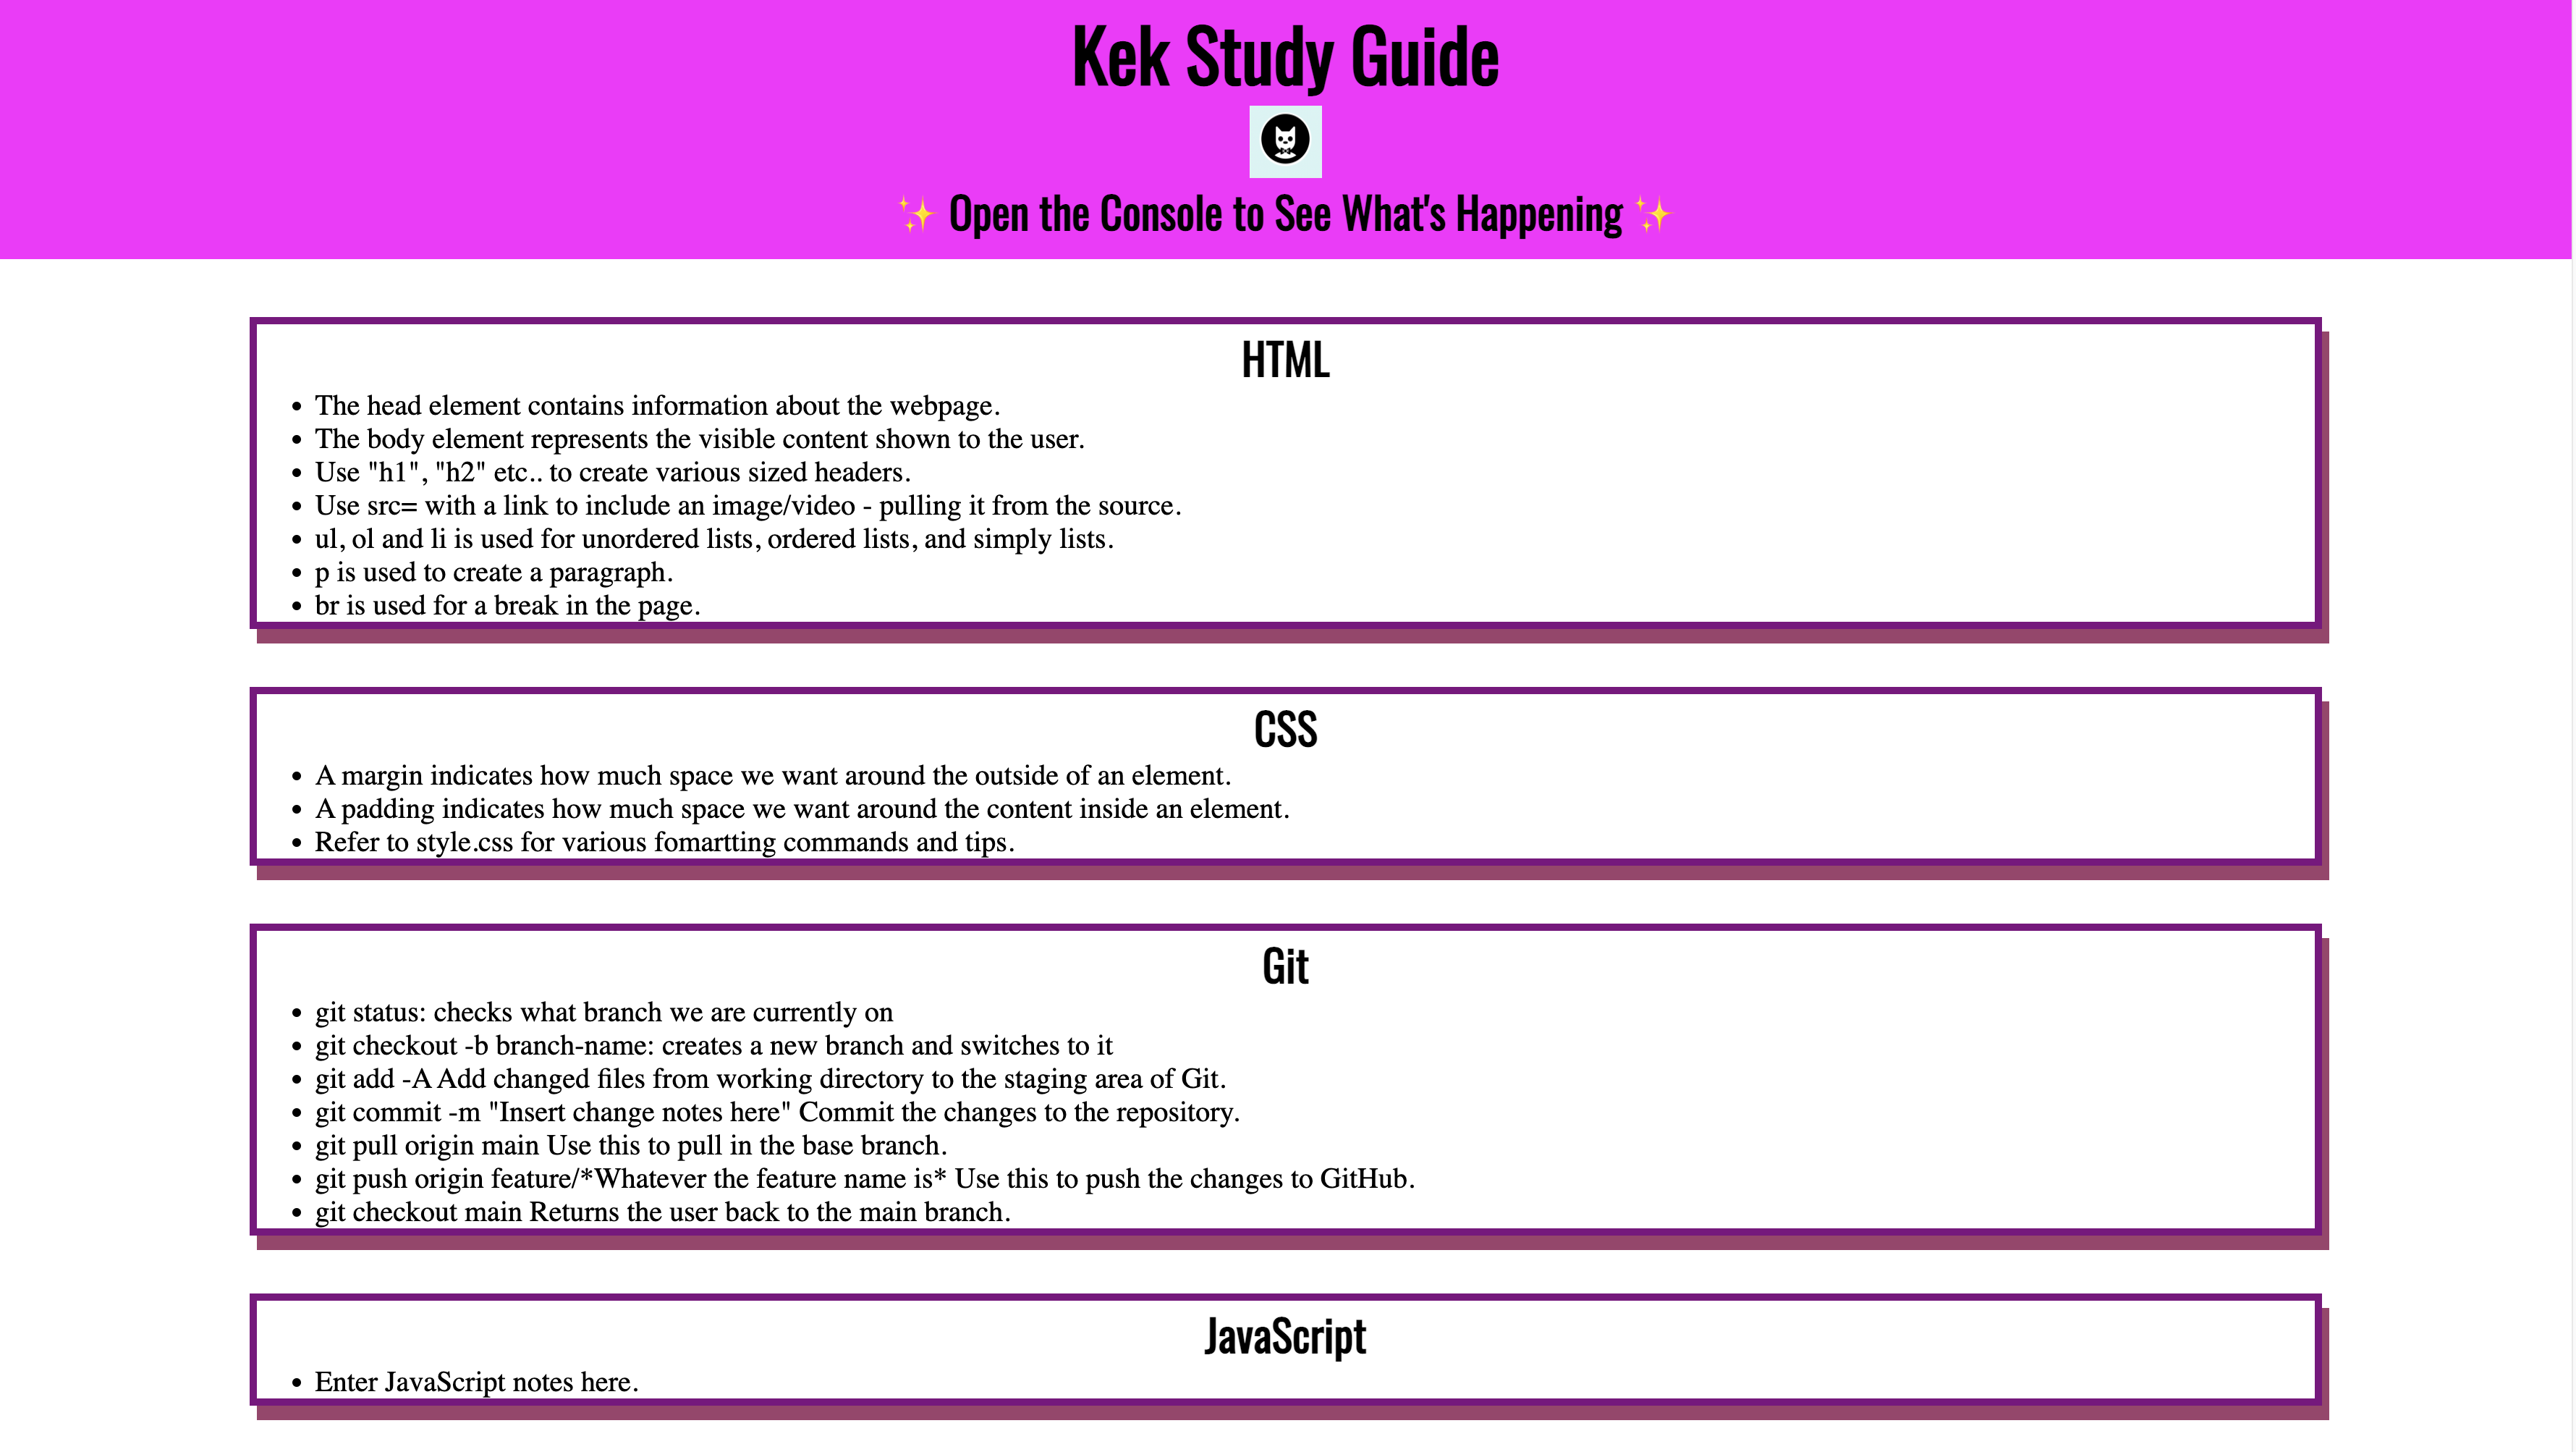 Kek Study Guide
✨ Open the Console to See What's Happening ✨
HTML
• The head element contains information about the webpage.
• The body element represents the visible content shown to the user.
• Use "h1", "h2" etc.. to create various sized headers.
• Use src= with a link to include an image/video - pulling it from the source.
• ul, ol and li is used for unordered lists, ordered lists, and simply lists.
• p is used to create a paragraph.
• br is used for a break in the page.
CSS
• A margin indicates how much space we want around the outside of an element.
• A padding indicates how much space we want around the content inside an element.
• Refer to style.css for various fomartting commands and tips.
Git
• git status: checks what branch we are currently on
• git checkout -b branch-name: creates a new branch and switches to it
• git add -A Add changed files from working directory to the staging area of Git.
• git commit -m "Insert change notes here" Commit the changes to the repository.
• git pull origin main Use this to pull in the base branch.
• git push origin feature/*Whatever the feature name is* Use this to push the changes to GitHub.
• git checkout main Returns the user back to the main branch.
JavaScript
• Enter JavaScript notes here.